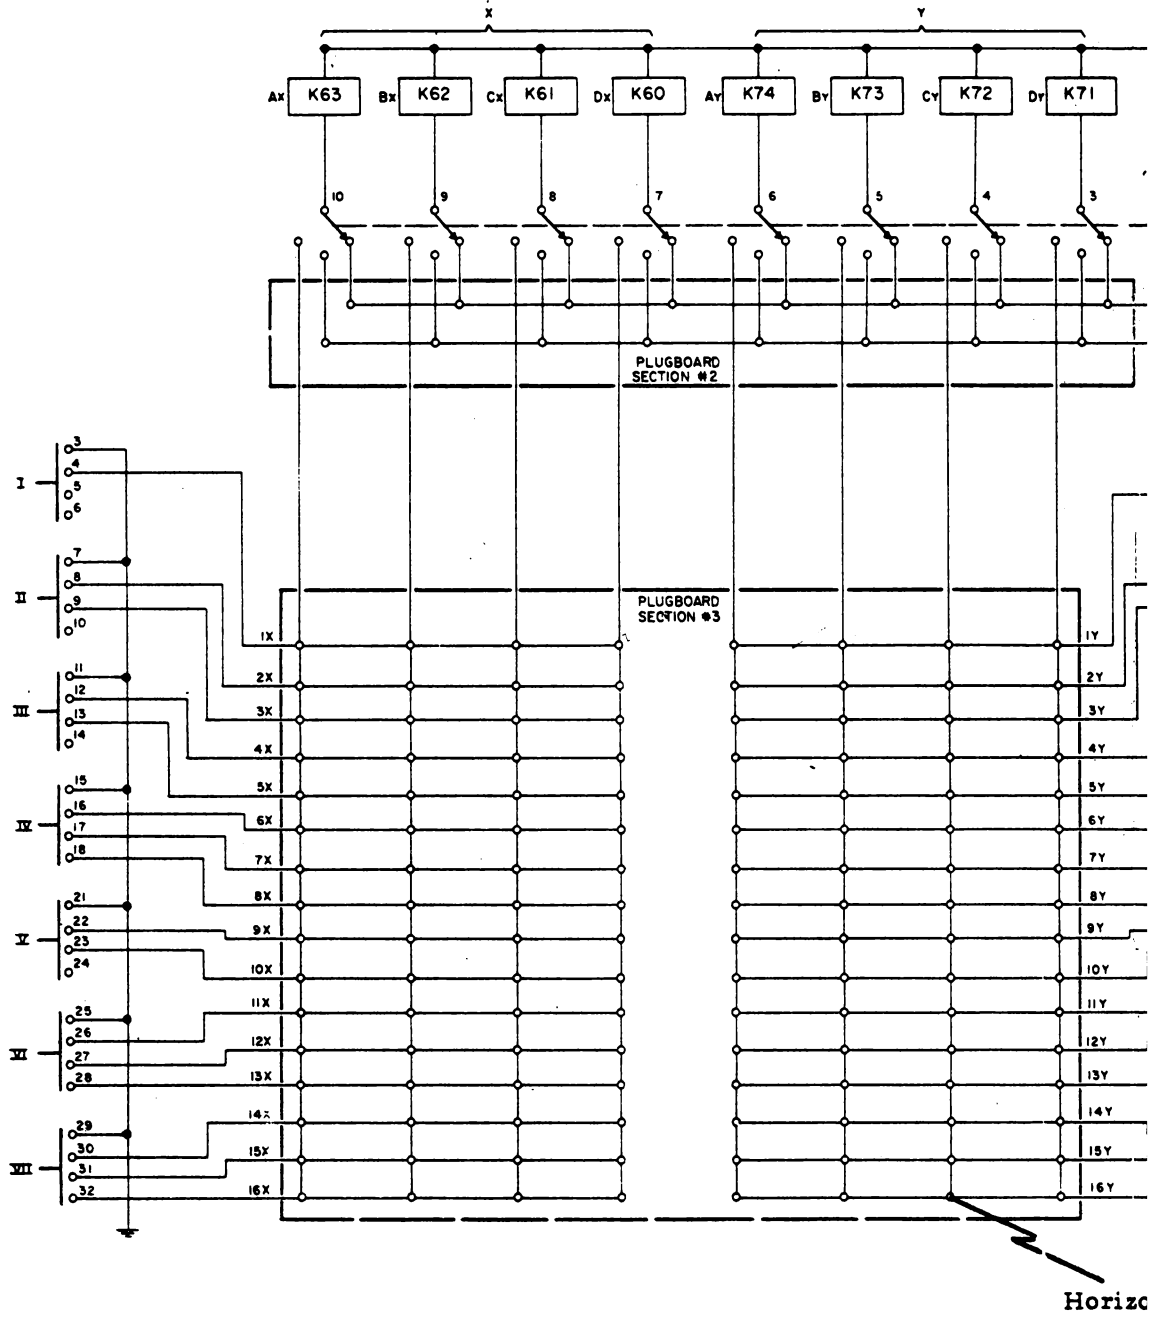 X Y
AX K63 BX K62 CX K61 DX K60 AY K74 BY K73 CY K72 DY K71
10 9 8 7 6 5 4 3
PLUGBOARD
SECTION #2
I
3
4
5
6
II
7
8
9
10
III
11
12
13
14
IV
15
16
17
18
V
21
22
23
24
VI
25
26
27
28
VII
29
30
31
32
PLUGBOARD
SECTION #3
1X 1Y
2X 2Y
3X 3Y
4X 4Y
5X 5Y
6X 6Y
7X 7Y
8X 8Y
9X 9Y
10X 10Y
11X 11Y
12X 12Y
13X 13Y
14X 14Y
15X 15Y
16X 16Y
Horizo